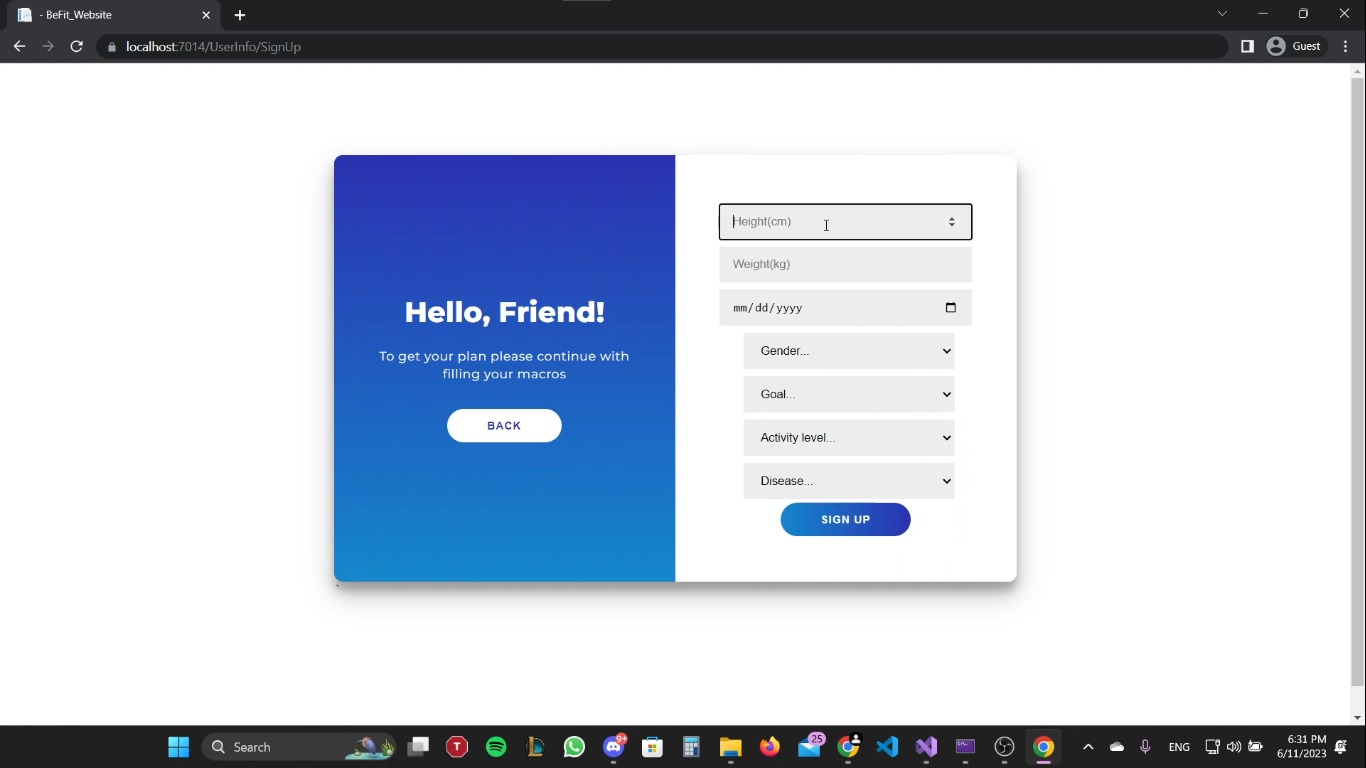 - BeFit_Website
localhost:7014/UserInfo/SignUp
Guest
Hello, Friend!
To get your plan please continue with
filling your macros
BACK
Height(cm)
Weight(kg)
mm/dd/yyyy
Gender...
Goal...
Activity level...
Disease...
SIGN UP
Search
T
9+
25
ENG
6:31 PM
6/11/2023